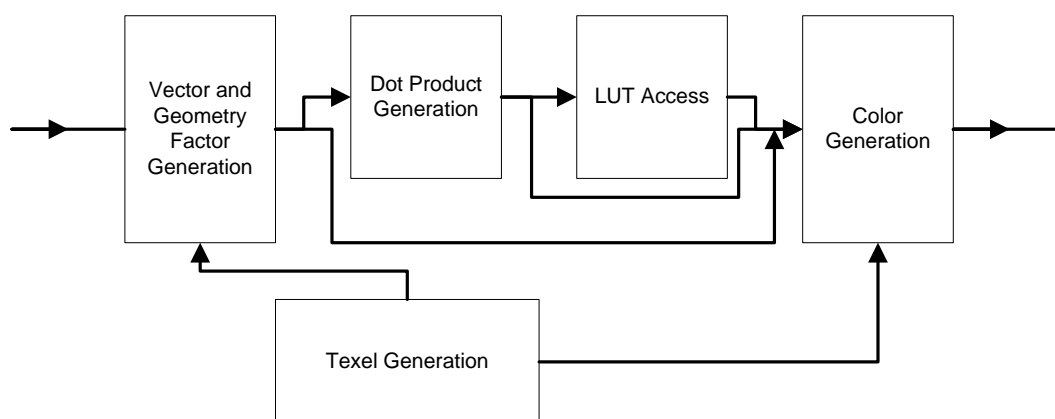 Vector and
Geometry
Factor
Generation
Dot Product
Generation
LUT Access
Color
Generation
Texel Generation